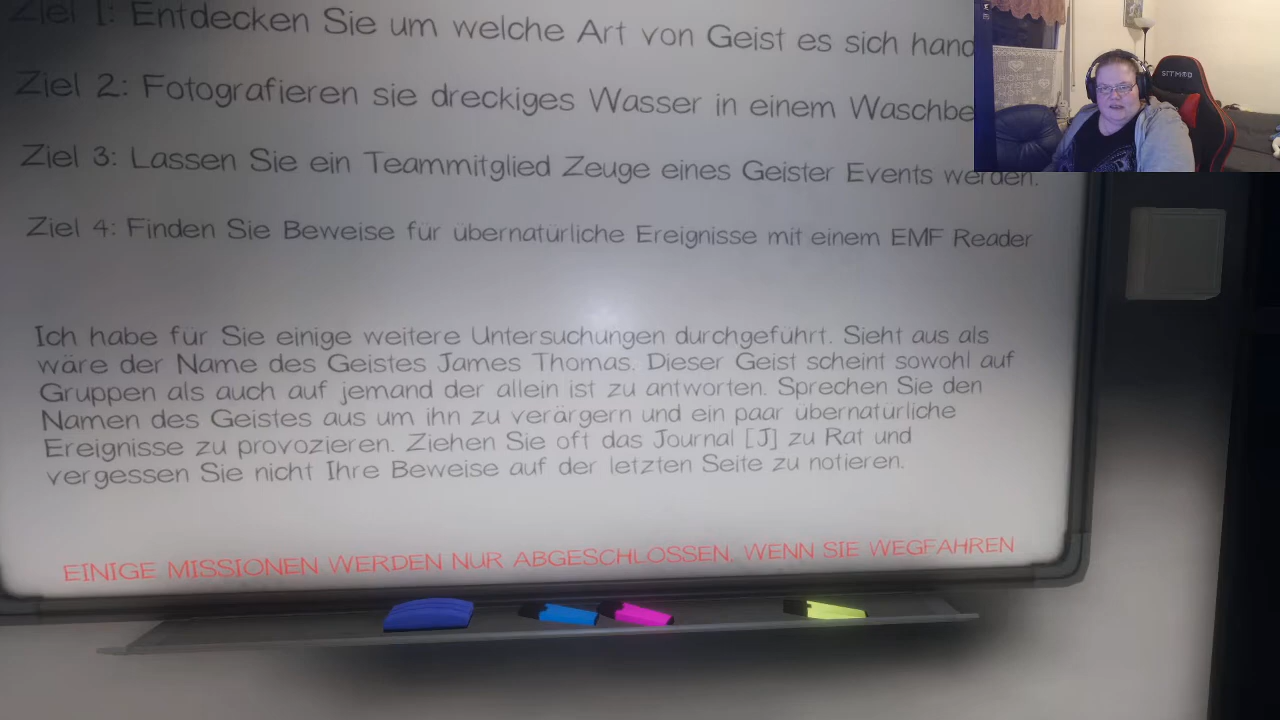 Ziel 1: Entdecken Sie um welche Art von Geist es sich
Ziel 2: Fotografieren sie dreckiges Wasser in einem
Ziel 3: Lassen Sie ein Teammitglied Zeuge eines Geister Events werden.
Ziel 4: Finden Sie Beweise für übernatürliche Ereignisse mit einem EMF Reader
Ich habe für Sie einige weitere Untersuchungen durchgeführt. Sieht aus als
wäre der Name des Geistes James Thomas. Dieser Geist scheint sowohl auf
Gruppen als auch auf jemand der allein ist zu antworten. Sprechen Sie den
Namen des Geistes aus um ihn zu verärgern und ein paar übernatürliche
Ereignisse zu provozieren. Ziehen Sie oft das Journal [J] zu Rat und
vergessen Sie nicht Ihre Beweise auf der letzten Seite zu notieren.
EINIGE MISSIONEN WERDEN NUR ABGESCHLOSSEN, WENN SIE WEGFAHREN